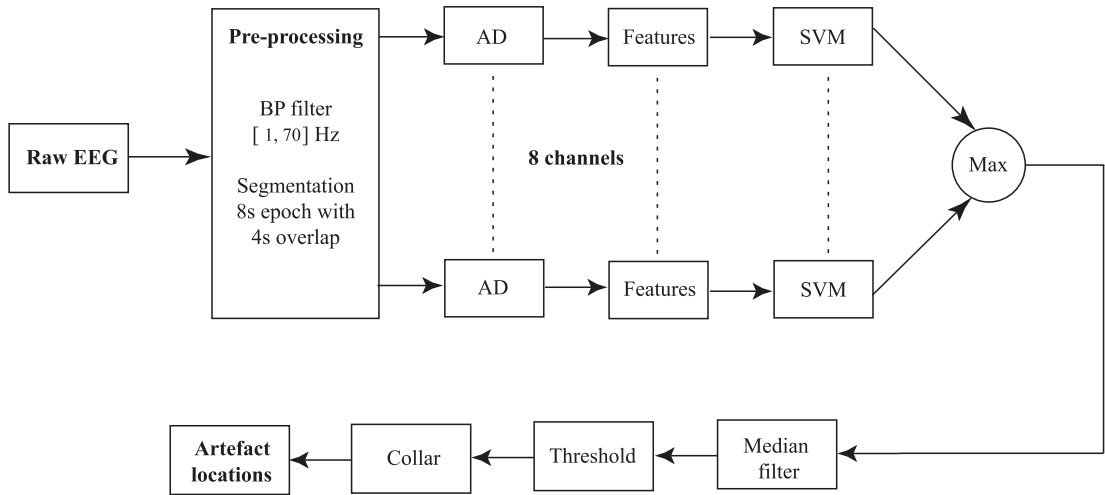 Pre-processing
AD
Features
SVM
BP filter
[ 1, 70] Hz
Raw EEG
8 channels
Max
Segmentation
8s epoch with
4s overlap
AD
Features
SVM
Artefact
locations
Collar
Threshold
Median
filter